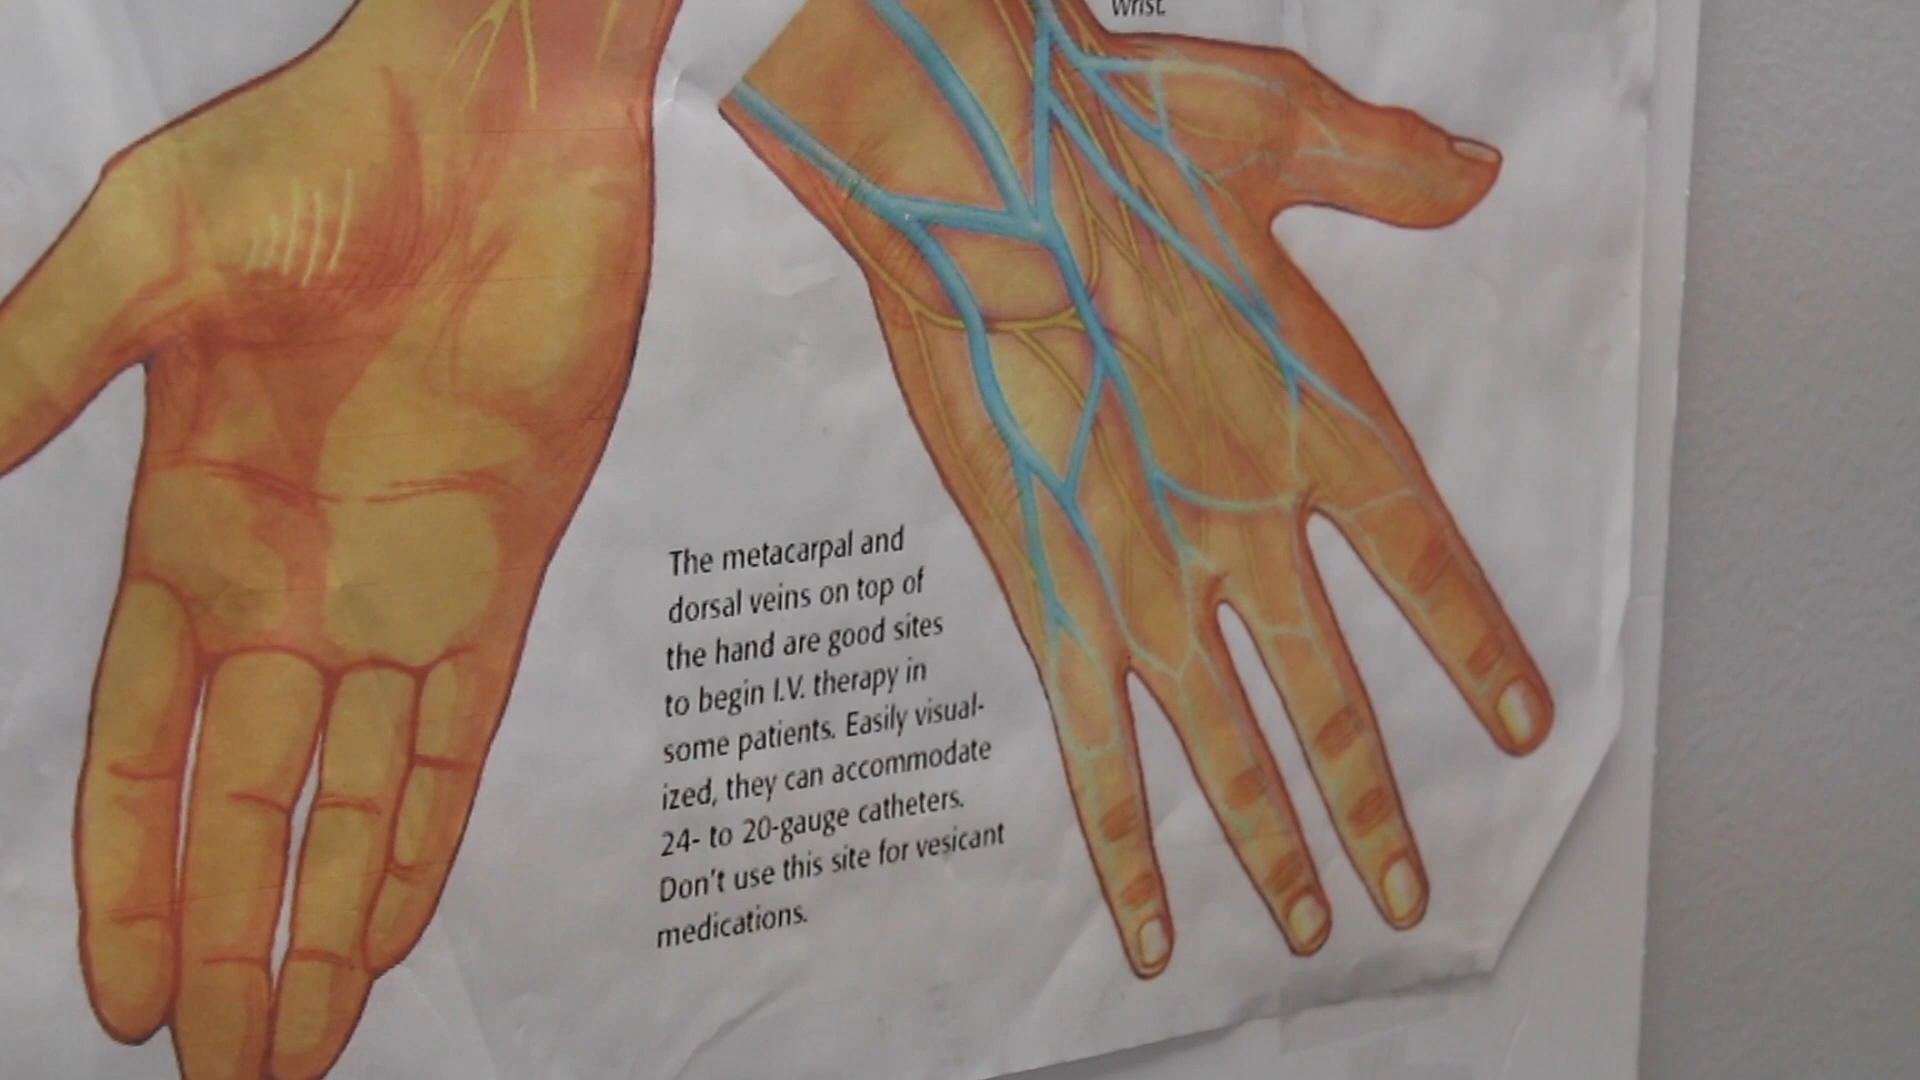 wrist.
The metacarpal and
dorsal veins on top of
the hand are good sites
to begin I.V. therapy in
some patients. Easily visual-
ized, they can accommodate
24- to 20-gauge catheters.
Don't use this site for vesicant
medications.